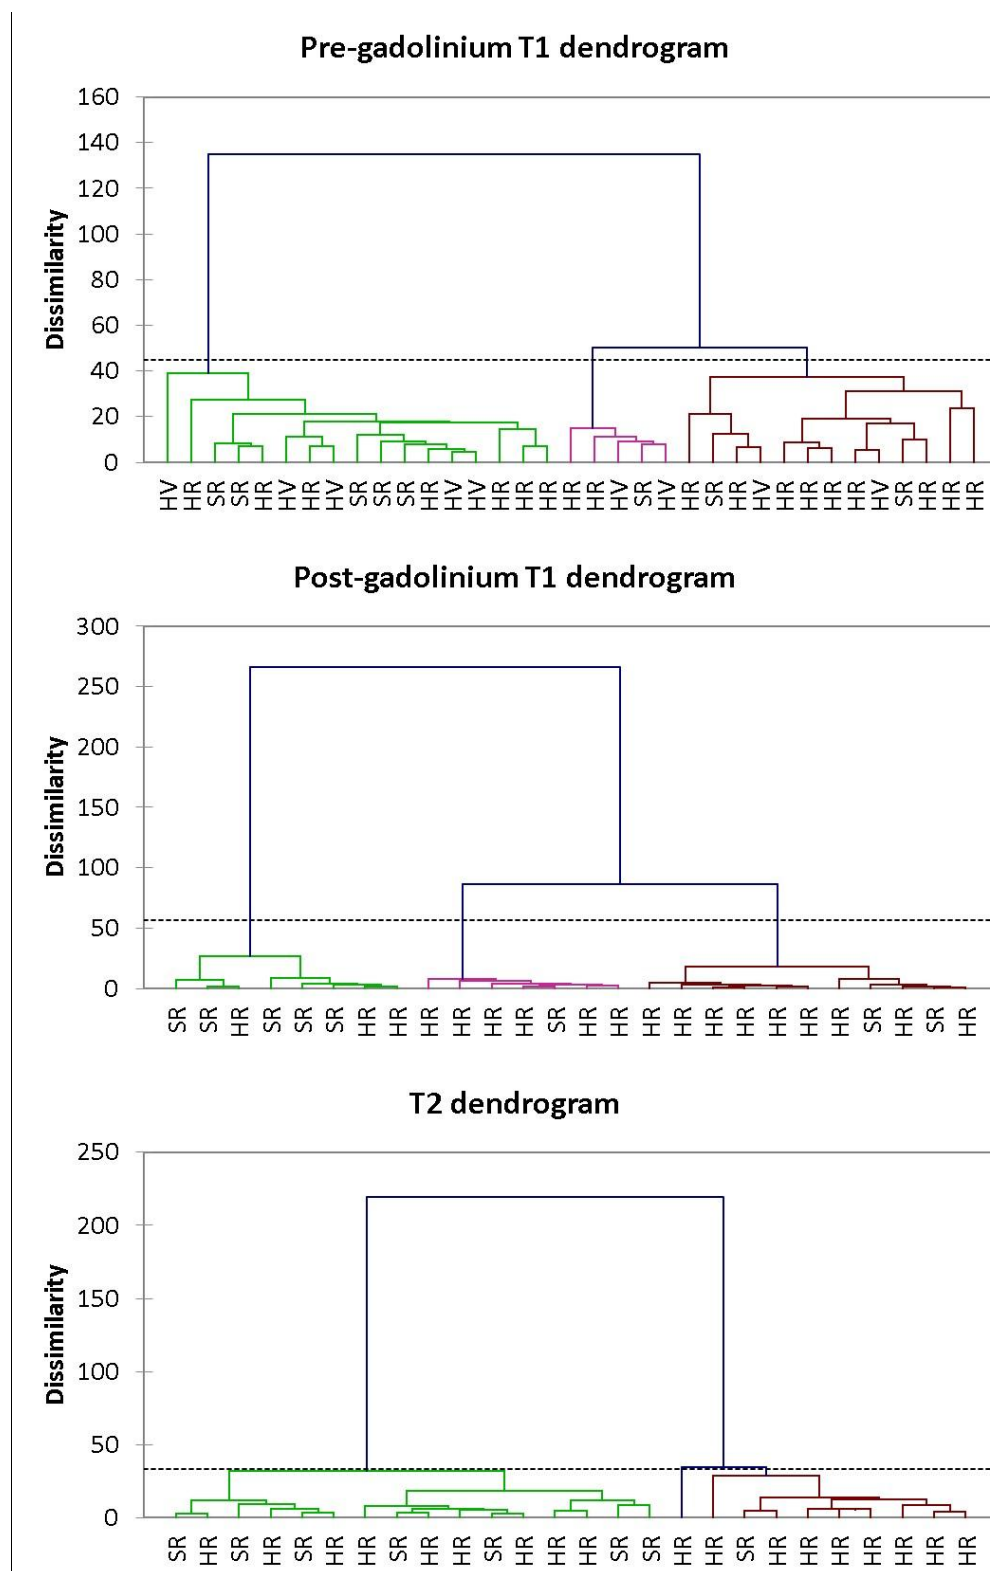 Pre-gadolinium T1 dendrogram
Dissimilarity
160
140
120
100
80
60
40
20
0
HV HR SR SR HR HV HR HV SR SR SR HR HV HV HR HR HR HR HR HV SR HV HR SR HR HV HR HR HR HR HV SR HR HR HR
Post-gadolinium T1 dendrogram
Dissimilarity
300
250
200
150
100
50
0
SR SR HR SR SR SR HR HR HR HR HR HR SR HR HR HR HR HR HR HR HR HR SR HR SR HR
T2 dendrogram
Dissimilarity
250
200
150
100
50
0
SR HR SR HR SR HR HR SR HR HR SR HR HR HR SR SR HR HR SR HR HR HR HR HR HR HR